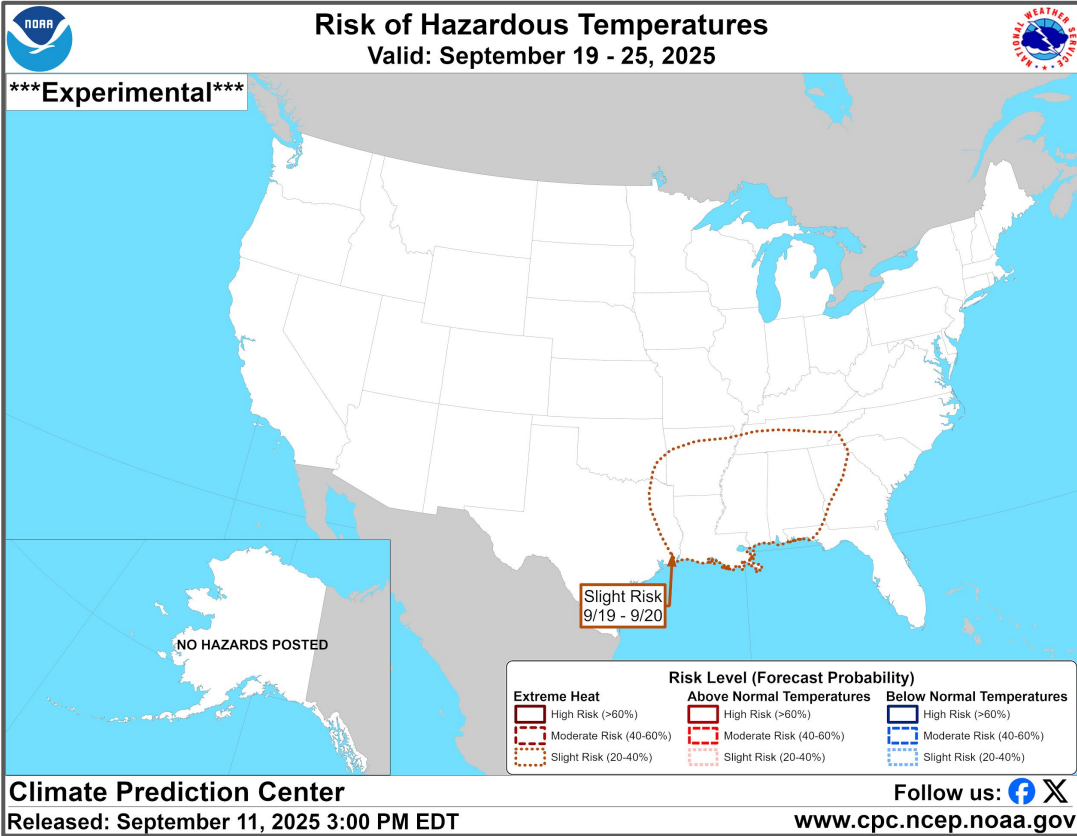 NOAA
NATIONAL WEATHER SERVICE
Risk of Hazardous Temperatures
Valid: September 19 - 25, 2025
***Experimental***
Slight Risk
9/19 - 9/20
NO HAZARDS POSTED
Risk Level (Forecast Probability)
Extreme Heat
High Risk (>60%)
Moderate Risk (40-60%)
Slight Risk (20-40%)
Above Normal Temperatures
High Risk (>60%)
Moderate Risk (40-60%)
Slight Risk (20-40%)
Below Normal Temperatures
High Risk (>60%)
Moderate Risk (40-60%)
Slight Risk (20-40%)
Climate Prediction Center
Follow us:
Released: September 11, 2025 3:00 PM EDT
www.cpc.ncep.noaa.gov